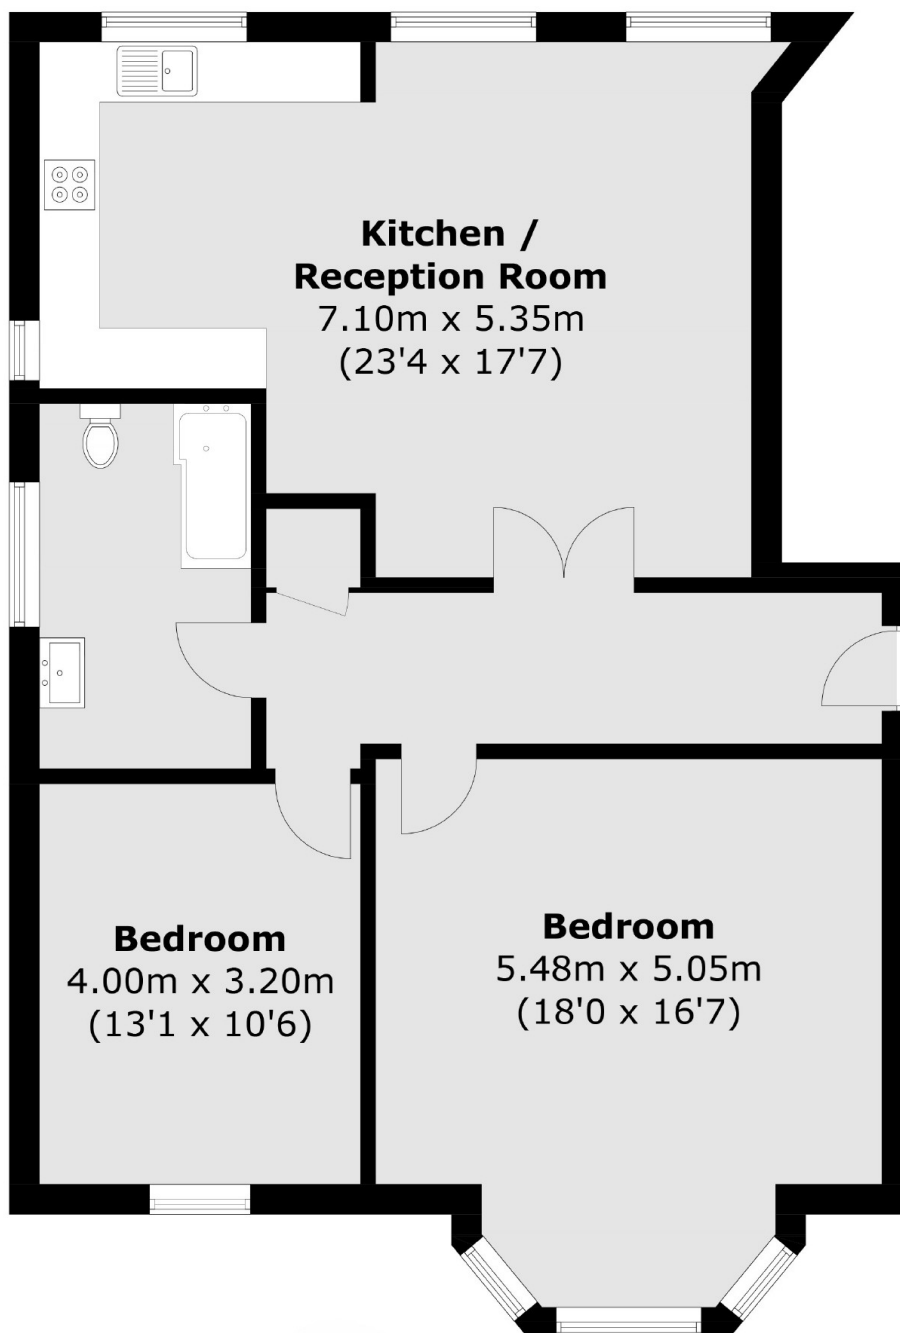 Kitchen /
Reception Room
7.10m x 5.35m
(23'4 x 17'7)
Bedroom
4.00m x 3.20m
(13'1 x 10'6)
Bedroom
5.48m x 5.05m
(18'0 x 16'7)